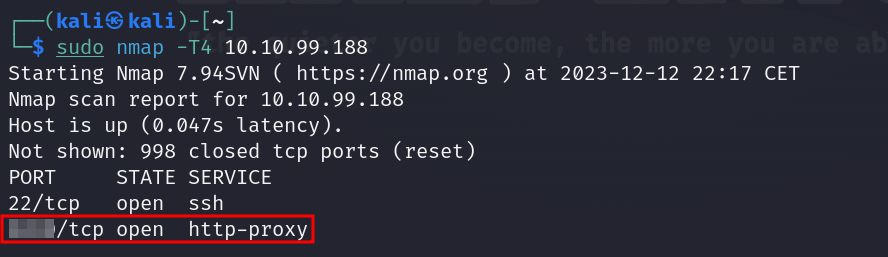 ┌──(kali㉿kali)-[~]
└─$ sudo nmap -T4 10.10.99.188
you become, the more you are ab
Starting Nmap 7.94SVN ( https://nmap.org ) at 2023-12-12 22:17 CET
Nmap scan report for 10.10.99.188
Host is up (0.047s latency).
Not shown: 998 closed tcp ports (reset)
PORT     STATE SERVICE
22/tcp   open  ssh
/tcp open  http-proxy